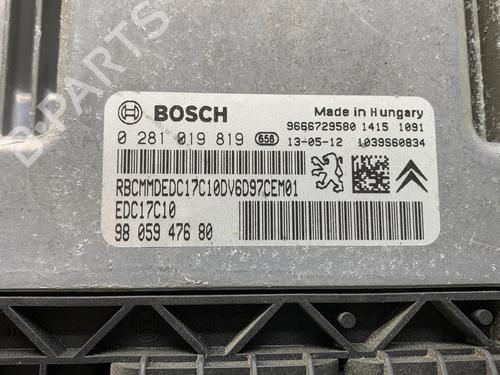 BOSCH
Made in Hungary
0 281 019 819 656
9666729580 1415 1091
13-05-12 1039S60834
RBCMMDEDC17C10DV6D97CEM01
EDC17C10
98 059 476 80
B-PARTS